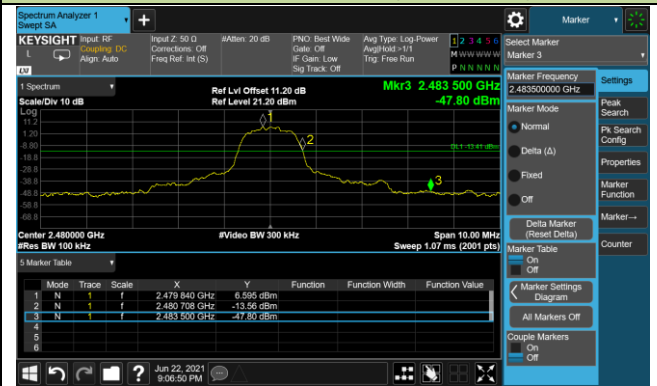 Spectrum Analyzer 1
Swept SA
Marker
KEYSIGHT
L
LXI
Input: RF
Coupling: DC
Align: Auto
Input Z: 50 Ω
Corrections: Off
Freq Ref: Int (S)
#Atten: 20 dB
PNO: Best Wide
Gate: Off
IF Gain: Low
Sig Track: Off
Avg Type: Log-Power
Avg|Hold:>1/1
Trig: Free Run
1 2 3 4 5 6
M W W W W W
P N N N N N
Select Marker
Marker 3
1 Spectrum
Scale/Div 10 dB
Ref Lvl Offset 11.20 dB
Ref Level 21.20 dBm
Mkr3 2.483 500 GHz
-47.80 dBm
Log
11.2
1.20
-8.80
-18.8
-28.8
-38.8
-48.8
-58.8
-68.8
1
2
3
DL1 -13.41 dBm
Center 2.480000 GHz
#Video BW 300 kHz
Span 10.00 MHz
#Res BW 100 kHz
Sweep 1.07 ms (2001 pts)
5 Marker Table
Mode Trace Scale X Y Function Function Width Function Value
1 N 1 f 2.479 840 GHz 6.595 dBm
2 N 1 f 2.480 708 GHz -13.56 dBm
3 N 1 f 2.483 500 GHz -47.80 dBm
4
5
6
Marker Frequency
2.483500000 GHz
Marker Mode
Normal
Delta (Δ)
Fixed
Off
Delta Marker
(Reset Delta)
Marker Table
On
Off
Marker Settings
Diagram
All Markers Off
Couple Markers
On
Off
Settings
Peak
Search
Pk Search
Config
Properties
Marker
Function
Marker→
Counter
?
Jun 22, 2021
9:06:50 PM